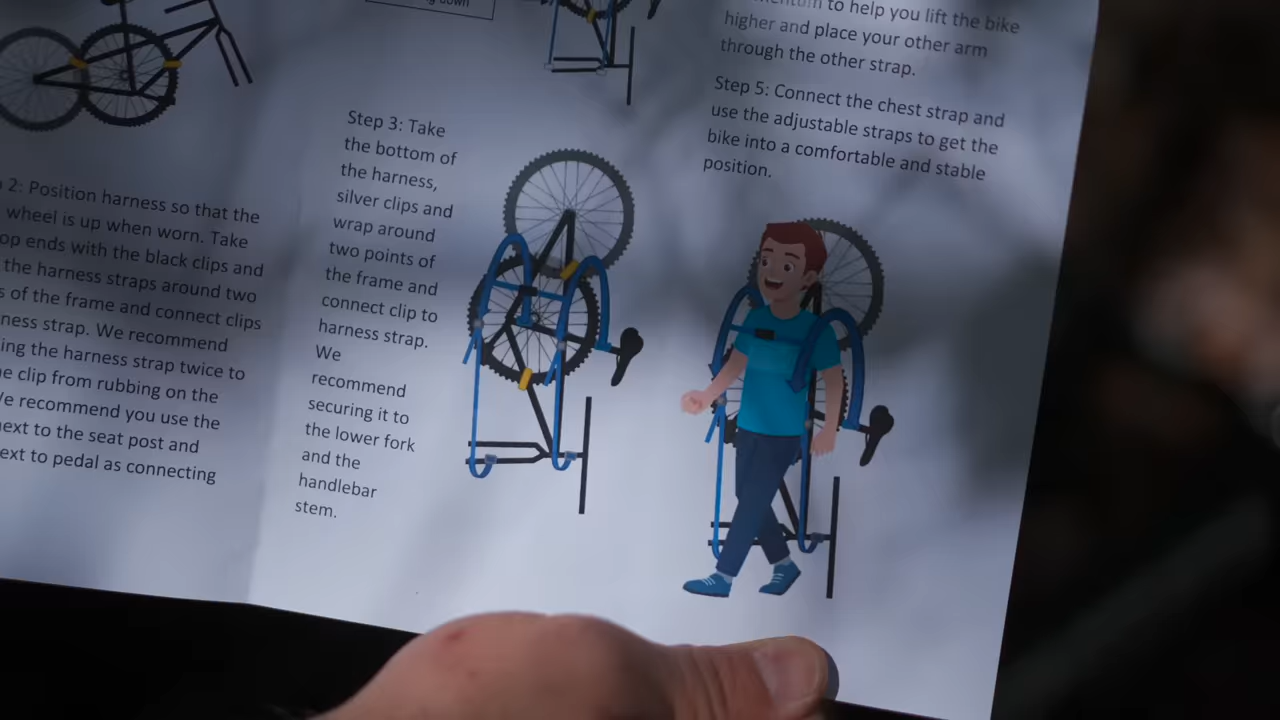 ng down
2: Position harness so that the
wheel is up when worn. Take
op ends with the black clips and
the harness straps around two
s of the frame and connect clips
ness strap. We recommend
ing the harness strap twice to
e clip from rubbing on the
We recommend you use the
next to the seat post and
ext to pedal as connecting
Step 3: Take
the bottom of
the harness,
silver clips and
wrap around
two points of
the frame and
connect clip to
harness strap.
We
recommend
securing it to
the lower fork
and the
handlebar
stem.
mentum to help you lift the bike
higher and place your other arm
through the other strap.
Step 5: Connect the chest strap and
use the adjustable straps to get the
bike into a comfortable and stable
position.